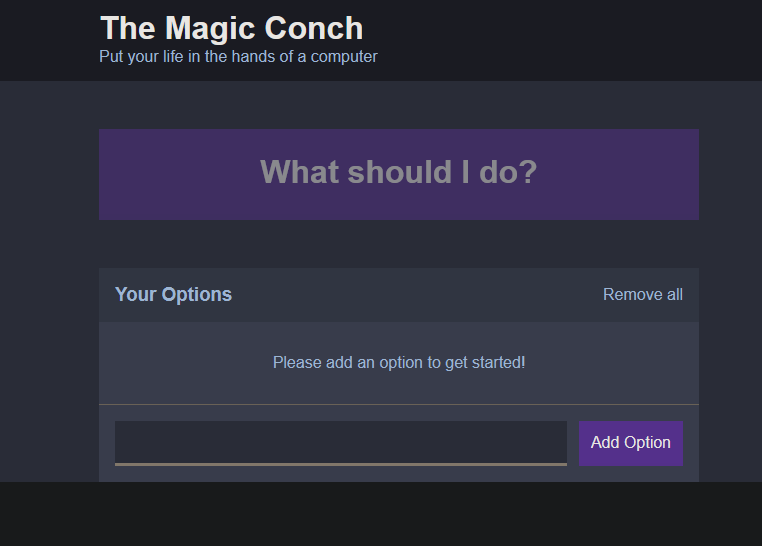 The Magic Conch
Put your life in the hands of a computer
What should I do?
Your Options
Remove all
Please add an option to get started!
Add Option